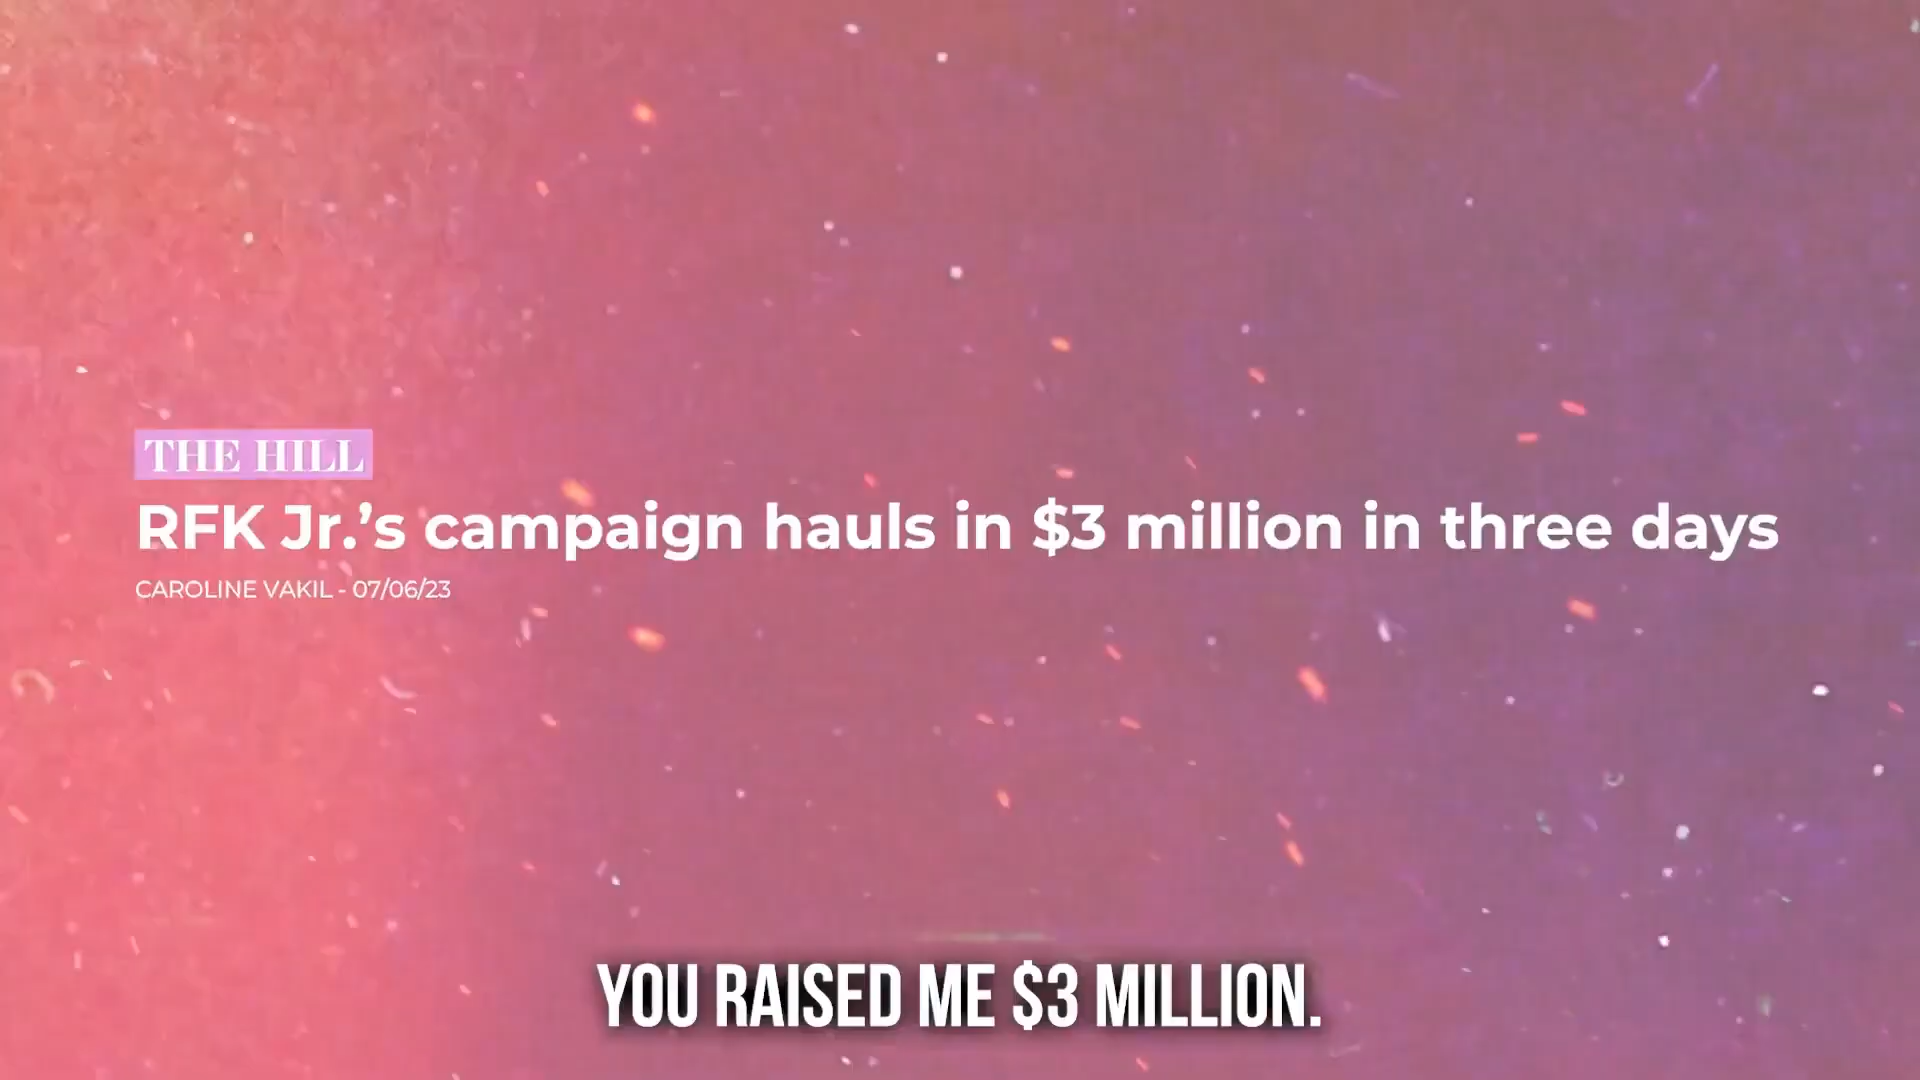 THE HILL
RFK Jr.’s campaign hauls in $3 million in three days
CAROLINE VAKIL - 07/06/23
YOU RAISED ME $3 MILLION.